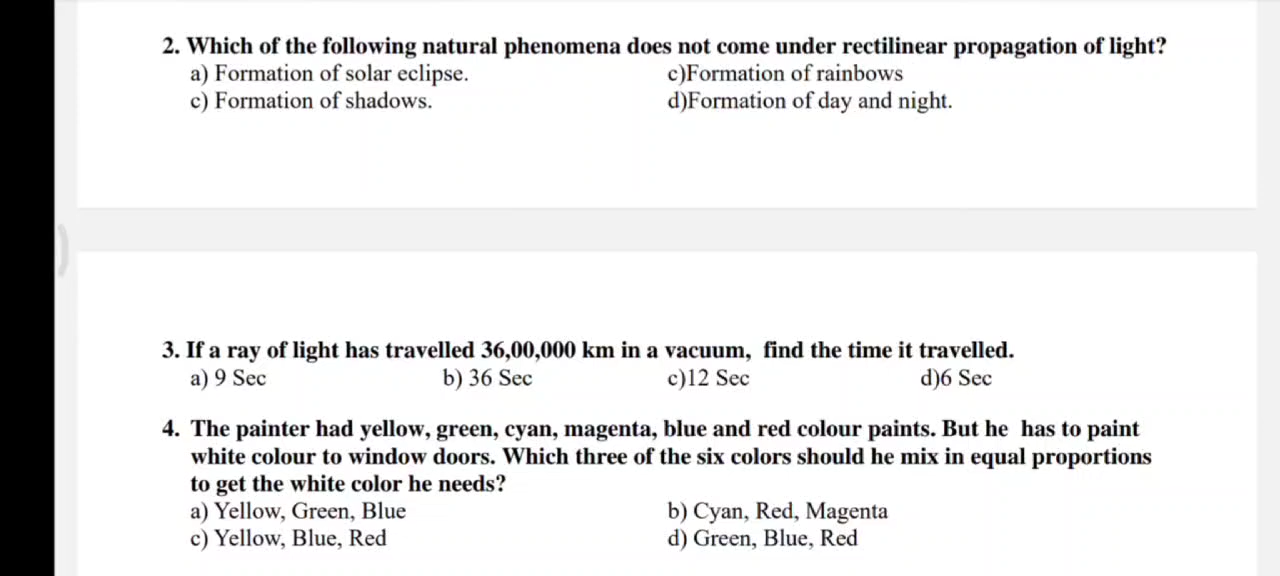 2. Which of the following natural phenomena does not come under rectilinear propagation of light?
a) Formation of solar eclipse. c)Formation of rainbows
c) Formation of shadows. d)Formation of day and night.
3. If a ray of light has travelled 36,00,000 km in a vacuum, find the time it travelled.
a) 9 Sec b) 36 Sec c)12 Sec d)6 Sec
4. The painter had yellow, green, cyan, magenta, blue and red colour paints. But he has to paint
white colour to window doors. Which three of the six colors should he mix in equal proportions
to get the white color he needs?
a) Yellow, Green, Blue b) Cyan, Red, Magenta
c) Yellow, Blue, Red d) Green, Blue, Red